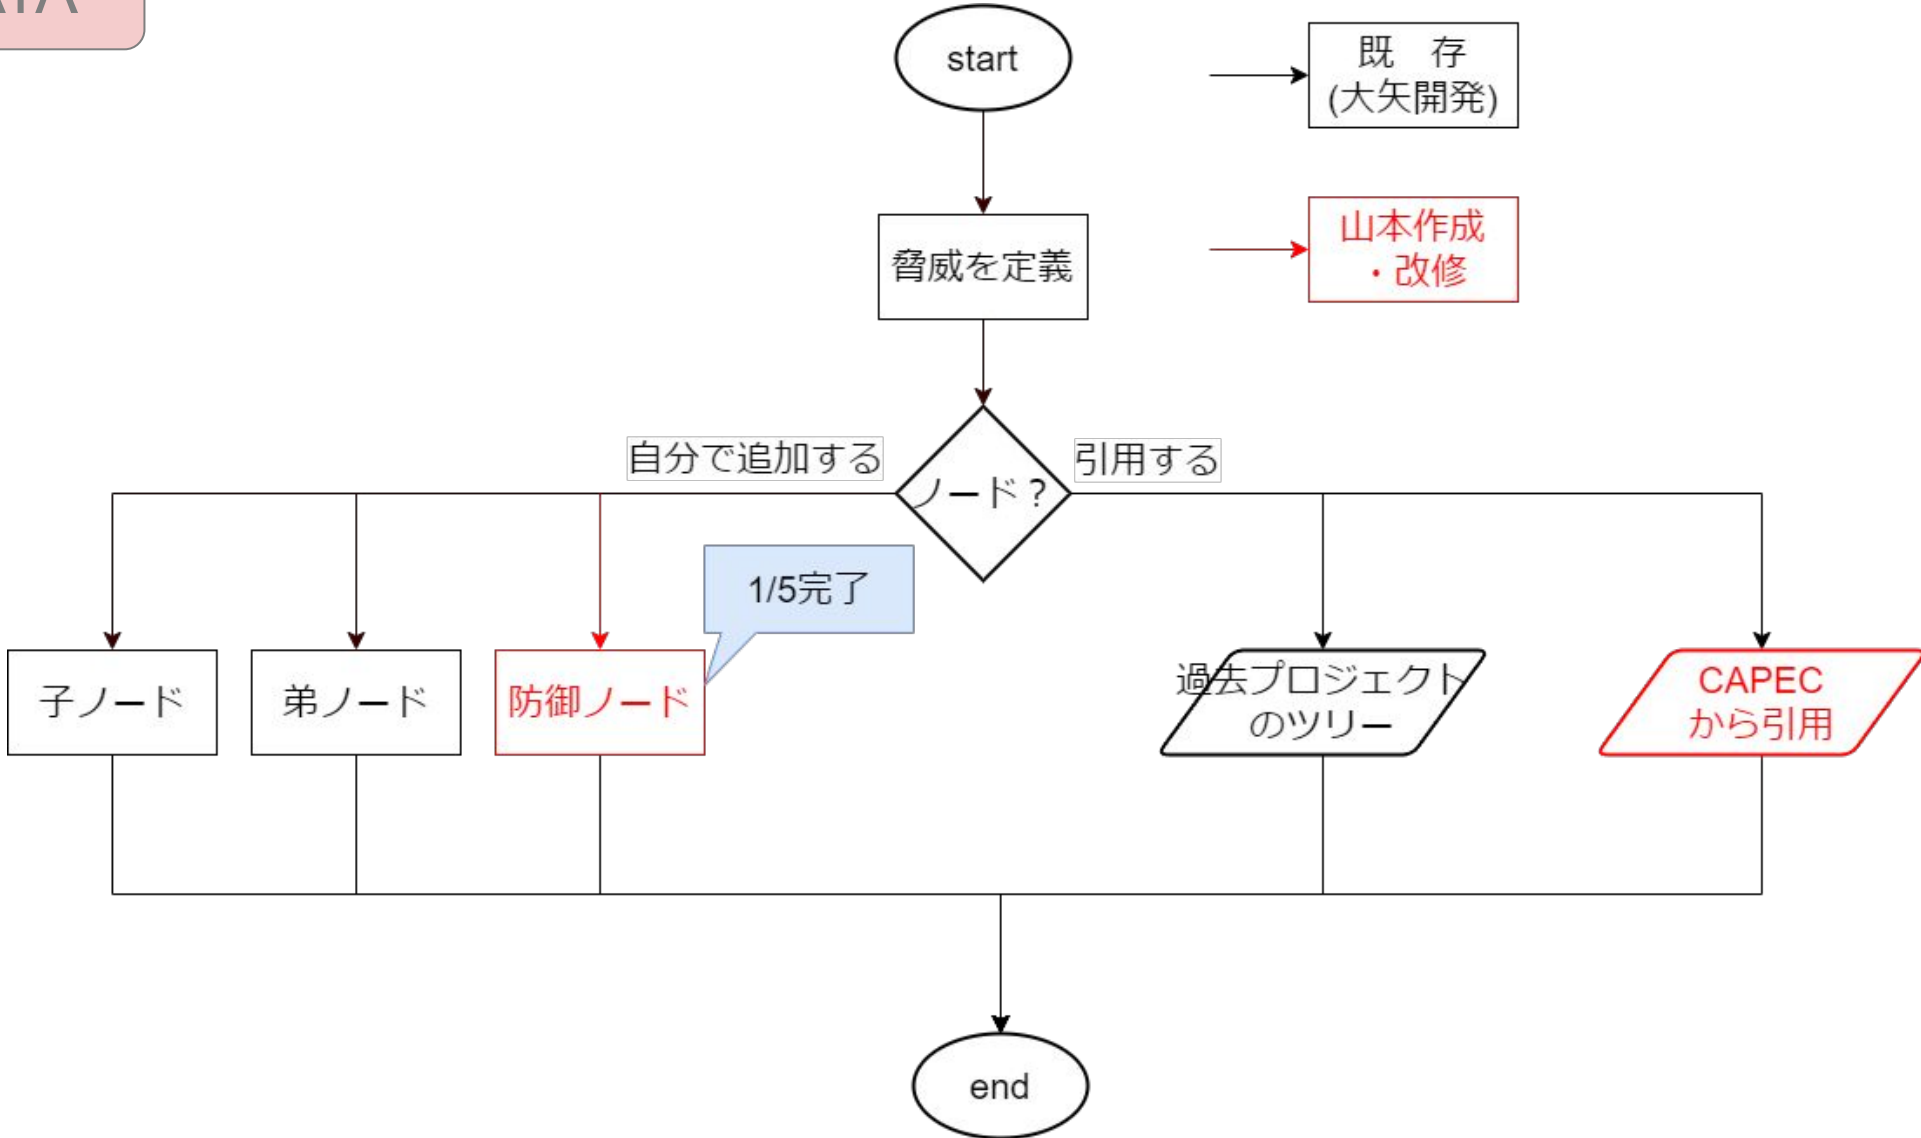 start
既　存
(大矢開発)
山本作成
・改修
脅威を定義
自分で追加する
引用する
ノード？
1/5完了
子ノード
弟ノード
防御ノード
過去プロジェクト
のツリー
CAPEC
から引用
end